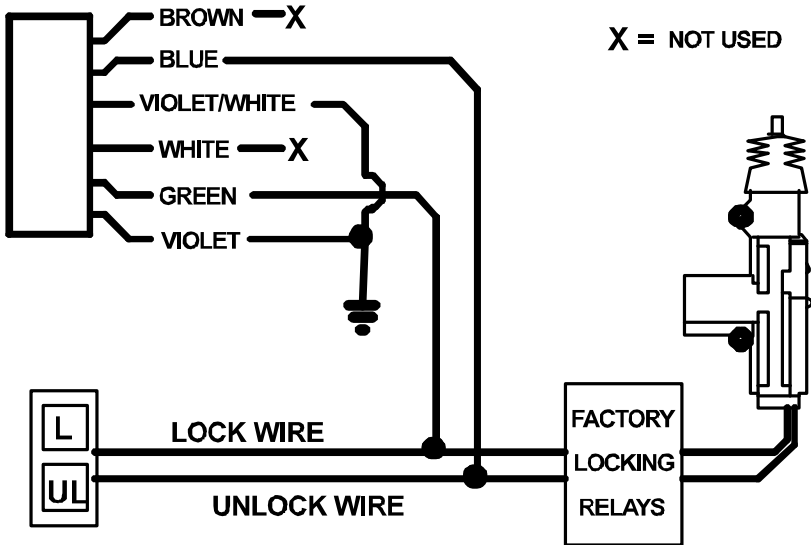 BROWN X
X = NOT USED
BLUE
VIOLET/WHITE
WHITE X
GREEN
VIOLET
L
LOCK WIRE
UL
UNLOCK WIRE
FACTORY
LOCKING
RELAYS